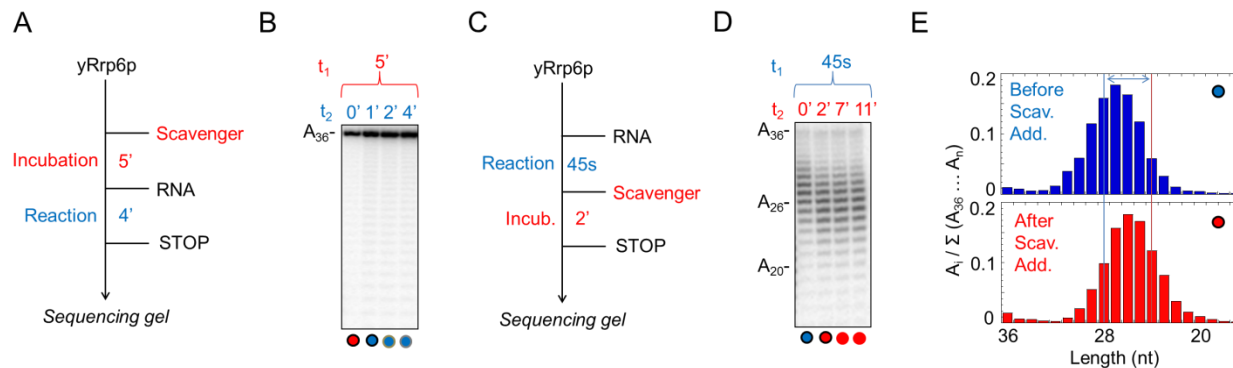 A
yRrp6p
Scavenger
Incubation 5’
RNA
Reaction 4’
STOP
Sequencing gel
B
t1 5’
t2 0’ 1’ 2’ 4’
A36-
C
yRrp6p
RNA
Reaction 45s
Scavenger
Incub. 2’
STOP
Sequencing gel
D
t1 45s
t2 0’ 2’ 7’ 11’
A36-
A26-
A20-
E
Ai / Σ (A36 ... An)
0.2
0.1
0
Before
Scav.
Add.
0.2
0.1
0
After
Scav.
Add.
36 28 20
Length (nt)